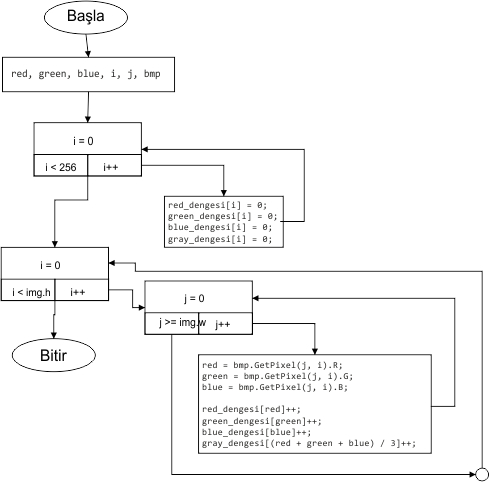 Başla
red, green, blue, i, j, bmp
i = 0
i < 256 i++
red_dengesi[i] = 0;
green_dengesi[i] = 0;
blue_dengesi[i] = 0;
gray_dengesi[i] = 0;
i = 0
i < img.h i++
j = 0
j >= img.w j++
Bitir
red = bmp.GetPixel(j, i).R;
green = bmp.GetPixel(j, i).G;
blue = bmp.GetPixel(j, i).B;
red_dengesi[red]++;
green_dengesi[green]++;
blue_dengesi[blue]++;
gray_dengesi[(red + green + blue) / 3]++;